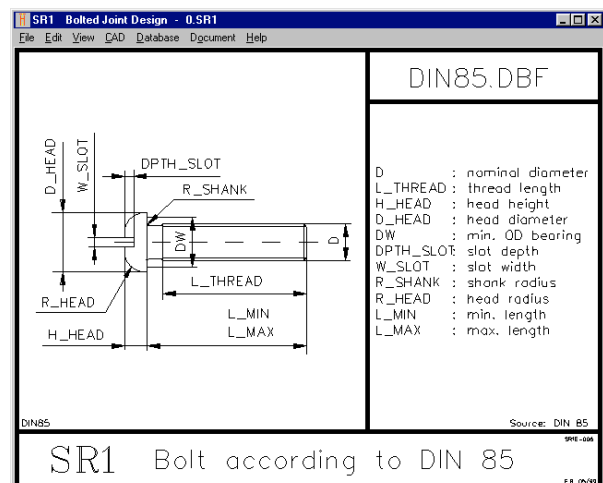 SR1 Bolted Joint Design - 0.SR1
File Edit View CAD Database Document Help
DIN85.DBF
D_HEAD
W_SLOT
DPTH_SLOT
R_SHANK
DW
D
L_THREAD
R_HEAD
L_MIN
H_HEAD
L_MAX
D : nominal diameter
L_THREAD : thread length
H_HEAD : head height
D_HEAD : head diameter
DW : min. OD bearing
DPTH_SLOT: slot depth
W_SLOT : slot width
R_SHANK : shank radius
R_HEAD : head radius
L_MIN : min. length
L_MAX : max. length
DIN85
Source: DIN 85
SR1 Bolt according to DIN 85